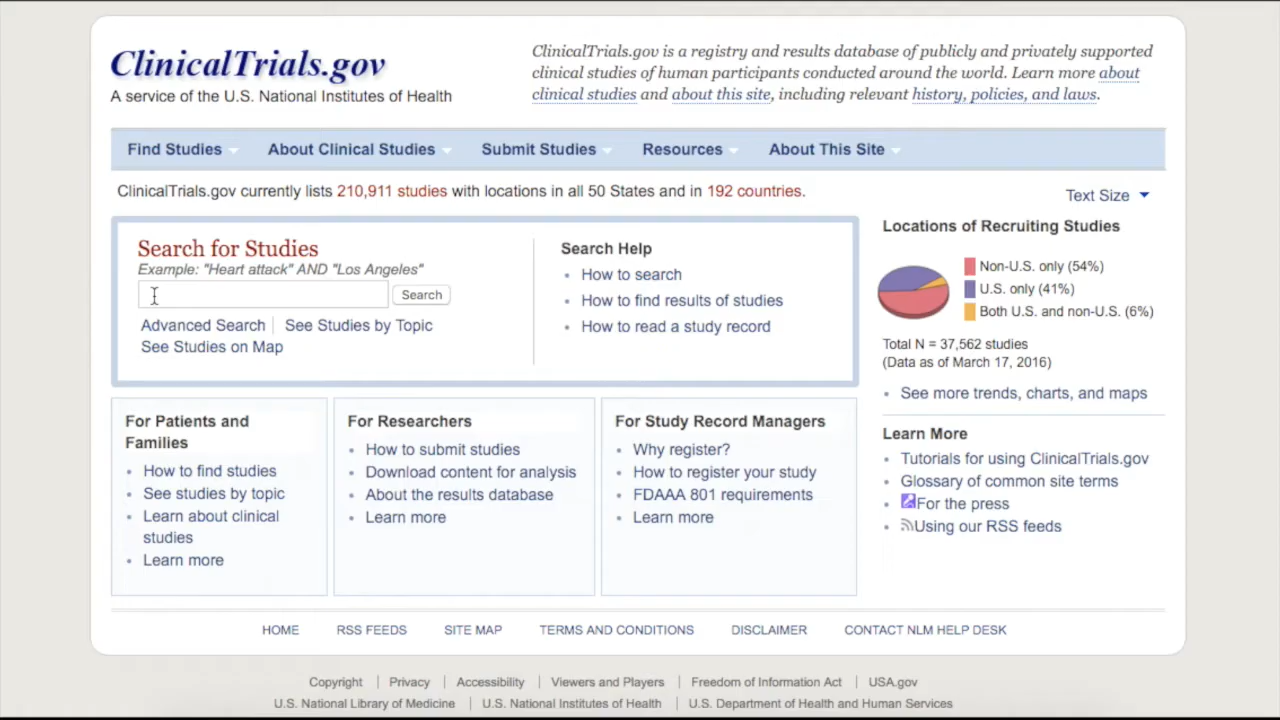 ClinicalTrials.gov
A service of the U.S. National Institutes of Health
ClinicalTrials.gov is a registry and results database of publicly and privately supported
clinical studies of human participants conducted around the world. Learn more about
clinical studies and about this site, including relevant history, policies, and laws.
Find Studies About Clinical Studies Submit Studies Resources About This Site
ClinicalTrials.gov currently lists 210,911 studies with locations in all 50 States and in 192 countries.
Text Size
Search for Studies
Example: "Heart attack" AND "Los Angeles"
Search
Advanced Search See Studies by Topic
See Studies on Map
Search Help
How to search
How to find results of studies
How to read a study record
Locations of Recruiting Studies
Non-U.S. only (54%)
U.S. only (41%)
Both U.S. and non-U.S. (6%)
Total N = 37,562 studies
(Data as of March 17, 2016)
See more trends, charts, and maps
For Patients and
Families
How to find studies
See studies by topic
Learn about clinical
studies
Learn more
For Researchers
How to submit studies
Download content for analysis
About the results database
Learn more
For Study Record Managers
Why register?
How to register your study
FDAAA 801 requirements
Learn more
Learn More
Tutorials for using ClinicalTrials.gov
Glossary of common site terms
For the press
Using our RSS feeds
HOME RSS FEEDS SITE MAP TERMS AND CONDITIONS DISCLAIMER CONTACT NLM HELP DESK
Copyright Privacy Accessibility Viewers and Players Freedom of Information Act USA.gov
U.S. National Library of Medicine U.S. National Institutes of Health U.S. Department of Health and Human Services